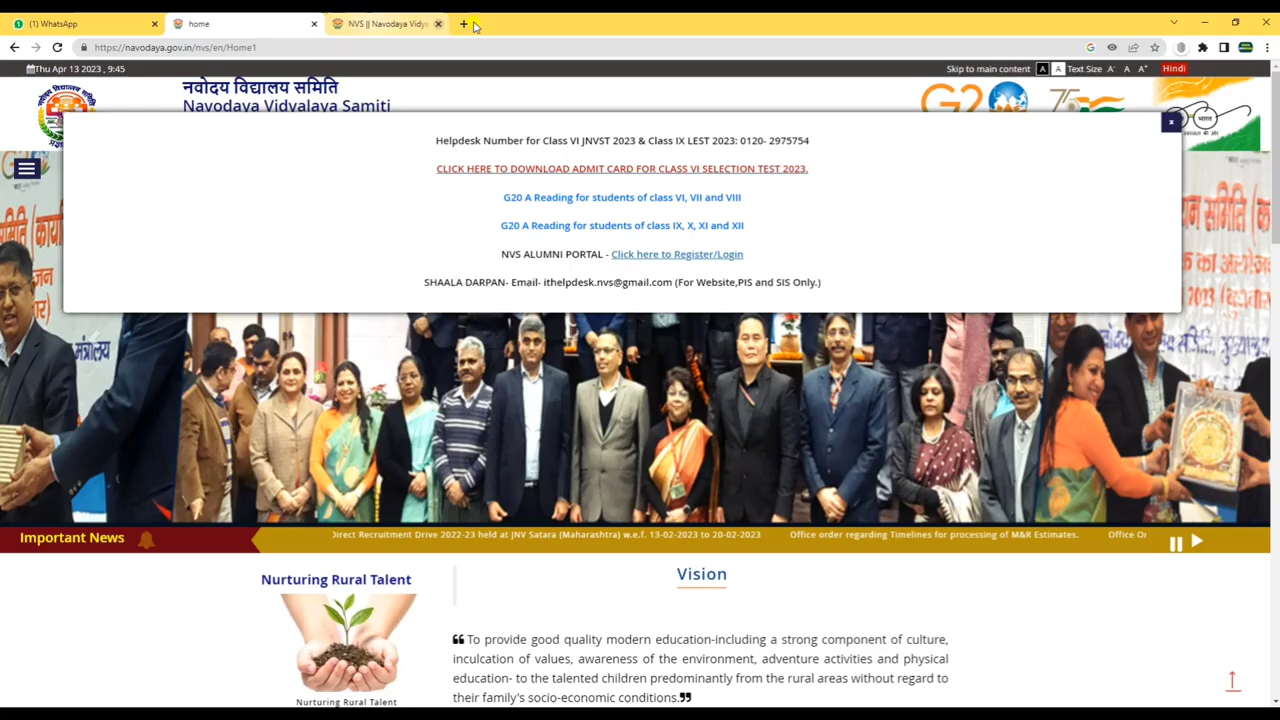 (1) WhatsApp
home
NVS || Navodaya Vidya
https://navodaya.gov.in/nvs/en/Home1
Thu Apr 13 2023 , 9:45
Skip to main content A A Text Size A- A A+ Hindi
नवोदय विद्यालय समिति
Navodaya Vidyalaya Samiti
G20
75
भारत
x
Helpdesk Number for Class VI JNVST 2023 & Class IX LEST 2023: 0120- 2975754
CLICK HERE TO DOWNLOAD ADMIT CARD FOR CLASS VI SELECTION TEST 2023.
G20 A Reading for students of class VI, VII and VIII
G20 A Reading for students of class IX, X, XI and XII
NVS ALUMNI PORTAL - Click here to Register/Login
SHAALA DARPAN- Email- ithelpdesk.nvs@gmail.com (For Website,PIS and SIS Only.)
Important News
Direct Recruitment Drive 2022-23 held at JNV Satara (Maharashtra) w.e.f. 13-02-2023 to 20-02-2023 Office order regarding Timelines for processing of M&R Estimates.
Nurturing Rural Talent
Vision
❝ To provide good quality modern education-including a strong component of culture,
inculcation of values, awareness of the environment, adventure activities and physical
education- to the talented children predominantly from the rural areas without regard to
their family's socio-economic conditions.❞
Nurturing Rural Talent